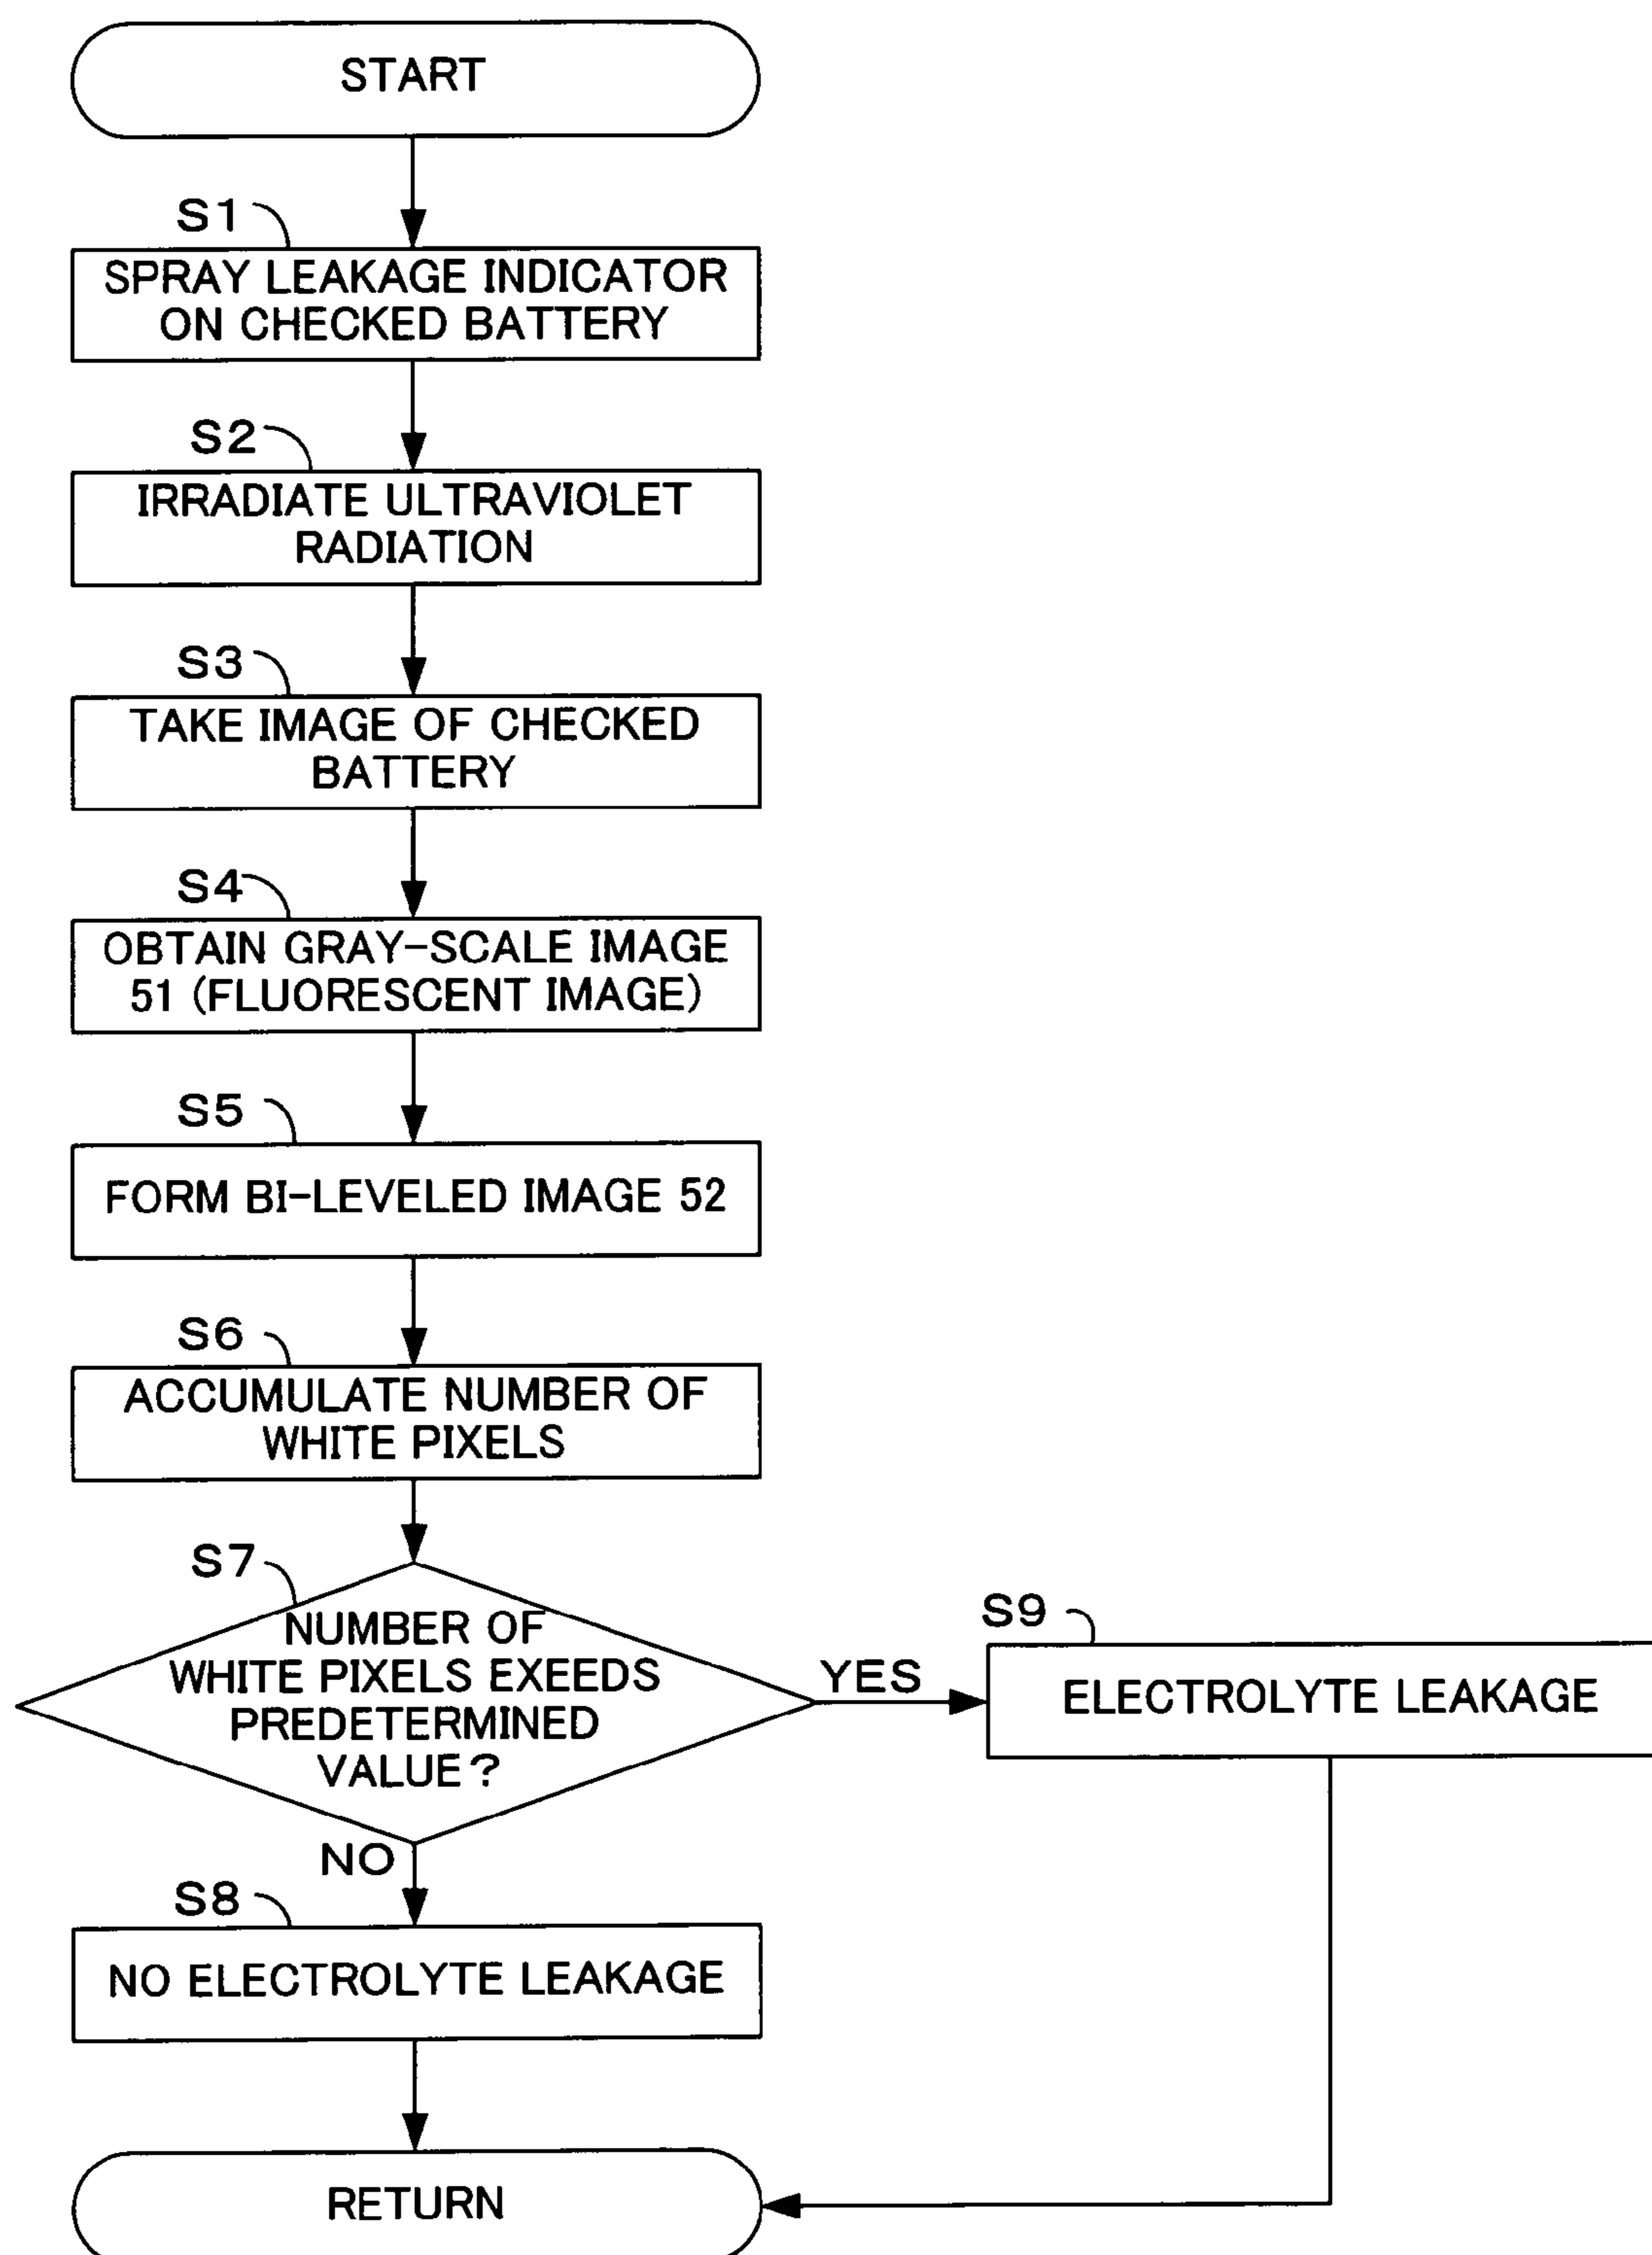 START
S1
SPRAY LEAKAGE INDICATOR
ON CHECKED BATTERY
S2
IRRADIATE ULTRAVIOLET
RADIATION
S3
TAKE IMAGE OF CHECKED
BATTERY
S4
OBTAIN GRAY-SCALE IMAGE
51 (FLUORESCENT IMAGE)
S5
FORM BI-LEVELED IMAGE 52
S6
ACCUMULATE NUMBER OF
WHITE PIXELS
S7
NUMBER OF
WHITE PIXELS EXEEDS
PREDETERMINED
VALUE?
YES
S9
ELECTROLYTE LEAKAGE
NO
S8
NO ELECTROLYTE LEAKAGE
RETURN